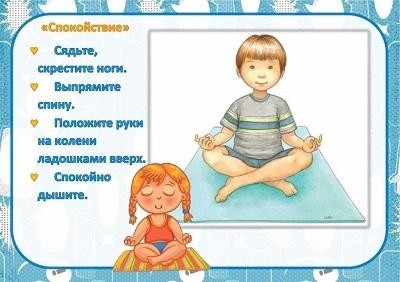 «Спокойствие»
Сядьте,
скрестите ноги.
Выпрямите
спину.
Положите руки
на колени
ладошками вверх.
Спокойно
дышите.